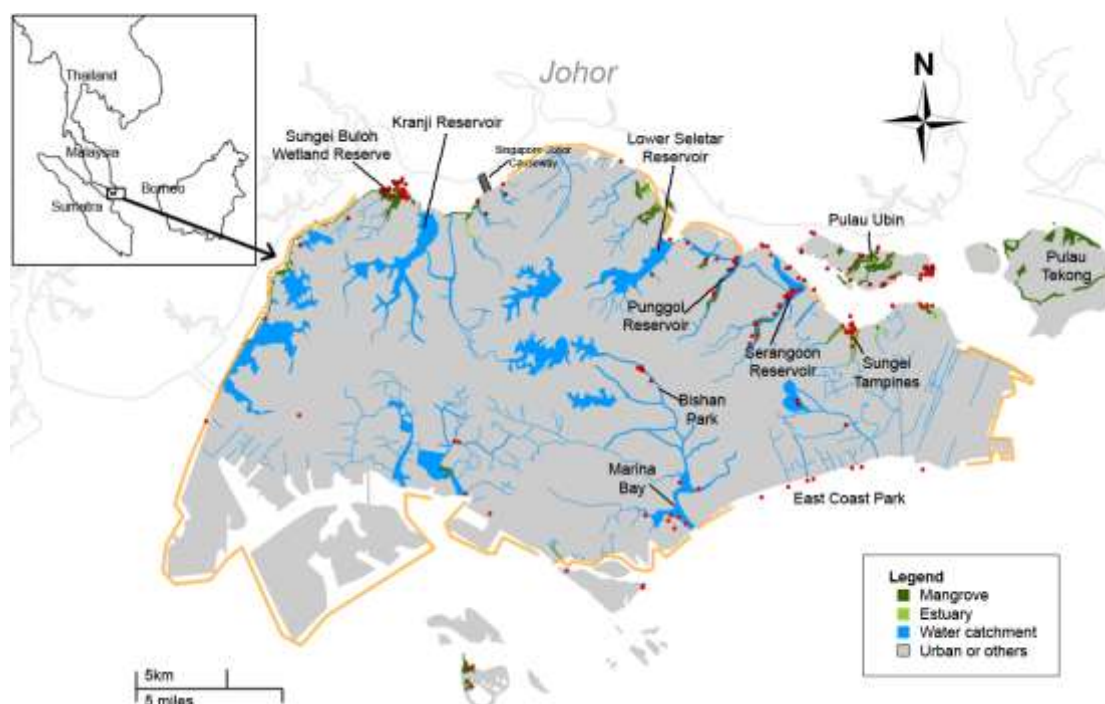 Thailand
Malaysia
Borneo
Sumatra
Johor
N
Sungei Buloh
Wetland Reserve
Kranji Reservoir
Singapore-Johor
Causeway
Lower Seletar
Reservoir
Pulau Ubin
Pulau
Tekong
Punggol
Reservoir
Serangoon
Reservoir
Sungei
Tampines
Bishan
Park
Marina
Bay
East Coast Park
Legend
Mangrove
Estuary
Water catchment
Urban or others
5km
5 miles